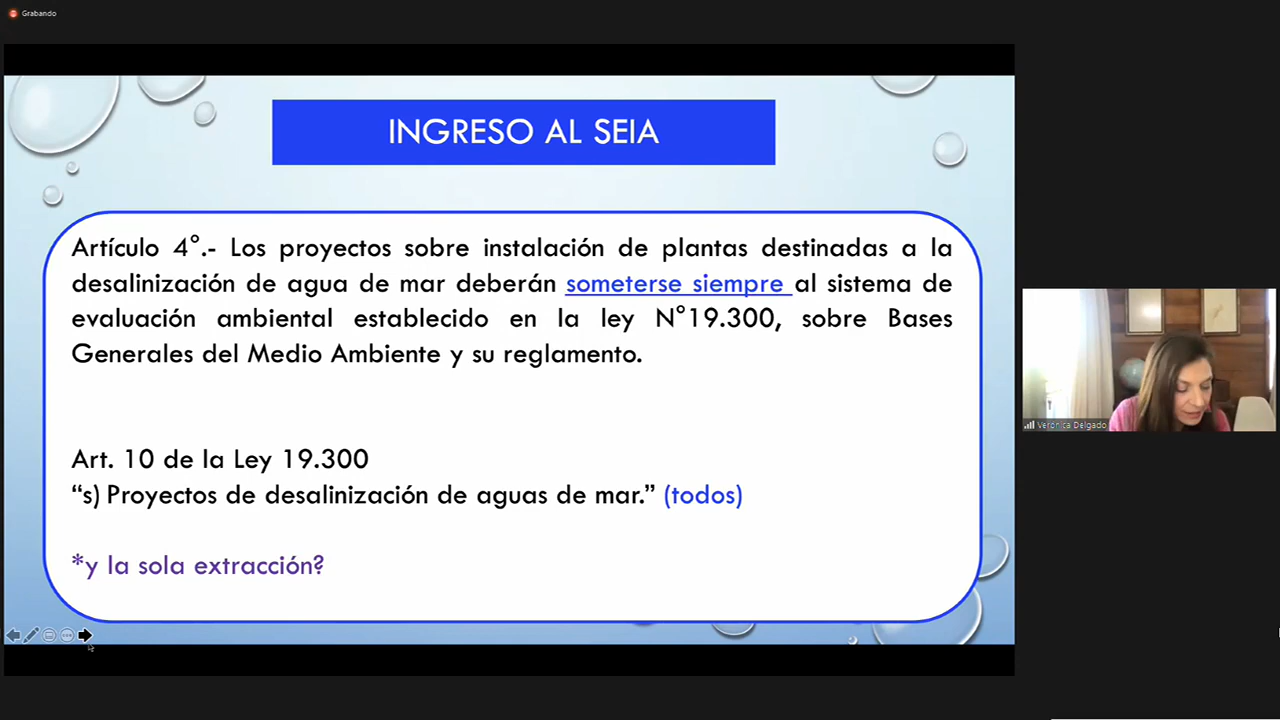 Grabando
INGRESO AL SEIA
Artículo 4°.- Los proyectos sobre instalación de plantas destinadas a la
desalinización de agua de mar deberán someterse siempre al sistema de
evaluación ambiental establecido en la ley N°19.300, sobre Bases
Generales del Medio Ambiente y su reglamento.
Art. 10 de la Ley 19.300
“s) Proyectos de desalinización de aguas de mar.” (todos)
*y la sola extracción?
Verónica Delgado